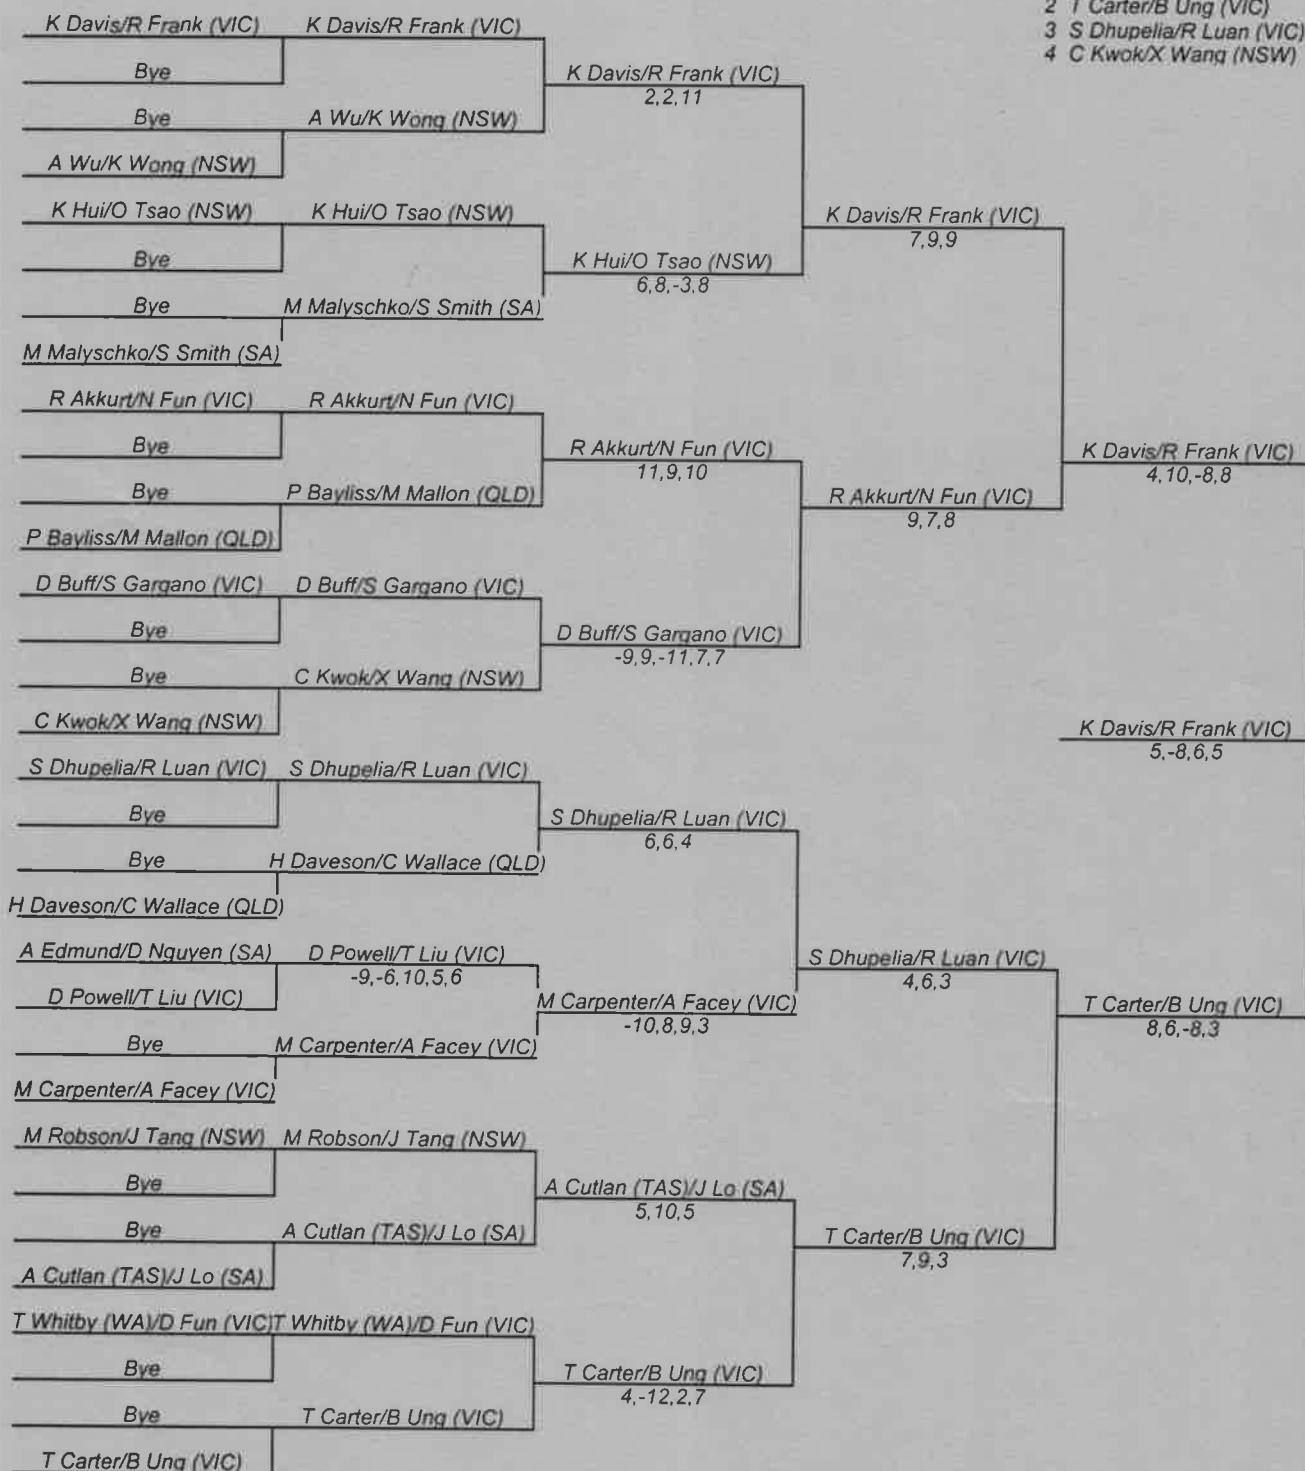 2 T Carter/B Ung (VIC)
3 S Dhupelia/R Luan (VIC)
4 C Kwok/X Wang (NSW)
K Davis/R Frank (VIC) K Davis/R Frank (VIC)
Bye
K Davis/R Frank (VIC)
2,2,11
Bye A Wu/K Wong (NSW)
A Wu/K Wong (NSW)
K Hui/O Tsao (NSW) K Hui/O Tsao (NSW)
K Davis/R Frank (VIC)
7,9,9
Bye
K Hui/O Tsao (NSW)
6,8,-3,8
Bye M Malyschko/S Smith (SA)
M Malyschko/S Smith (SA)
R Akkurt/N Fun (VIC) R Akkurt/N Fun (VIC)
Bye
R Akkurt/N Fun (VIC)
11,9,10
K Davis/R Frank (VIC)
4,10,-8,8
Bye P Bayliss/M Mallon (QLD)
R Akkurt/N Fun (VIC)
9,7,8
P Bayliss/M Mallon (QLD)
D Buff/S Gargano (VIC) D Buff/S Gargano (VIC)
Bye
D Buff/S Gargano (VIC)
-9,9,-11,7,7
Bye C Kwok/X Wang (NSW)
C Kwok/X Wang (NSW)
K Davis/R Frank (VIC)
5,-8,6,5
S Dhupelia/R Luan (VIC) S Dhupelia/R Luan (VIC)
Bye
S Dhupelia/R Luan (VIC)
6,6,4
Bye H Daveson/C Wallace (QLD)
H Daveson/C Wallace (QLD)
A Edmund/D Nguyen (SA) D Powell/T Liu (VIC)
-9,-6,10,5,6
S Dhupelia/R Luan (VIC)
4,6,3
D Powell/T Liu (VIC)
M Carpenter/A Facey (VIC)
-10,8,9,3
T Carter/B Ung (VIC)
8,6,-8,3
Bye M Carpenter/A Facey (VIC)
M Carpenter/A Facey (VIC)
M Robson/J Tang (NSW) M Robson/J Tang (NSW)
Bye
A Cutlan (TAS)/J Lo (SA)
5,10,5
Bye A Cutlan (TAS)/J Lo (SA)
T Carter/B Ung (VIC)
7,9,3
A Cutlan (TAS)/J Lo (SA)
T Whitby (WA)/D Fun (VIC) T Whitby (WA)/D Fun (VIC)
Bye
T Carter/B Ung (VIC)
4,-12,2,7
Bye T Carter/B Ung (VIC)
T Carter/B Ung (VIC)